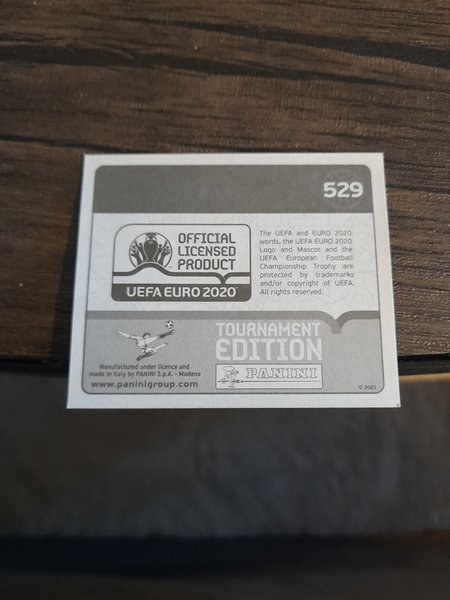 529
OFFICIAL
LICENSED
PRODUCT
UEFA EURO 2020
The UEFA and EURO 2020
words, the UEFA EURO 2020
Logo and Mascot and the
UEFA European Football
Championship Trophy are
protected by trademarks
and/or copyright of UEFA.
All rights reserved.
TOURNAMENT
EDITION
PANINI
Manufactured under licence and
made in Italy by PANINI S.p.A. - Modena
www.paninigroup.com
© 2021